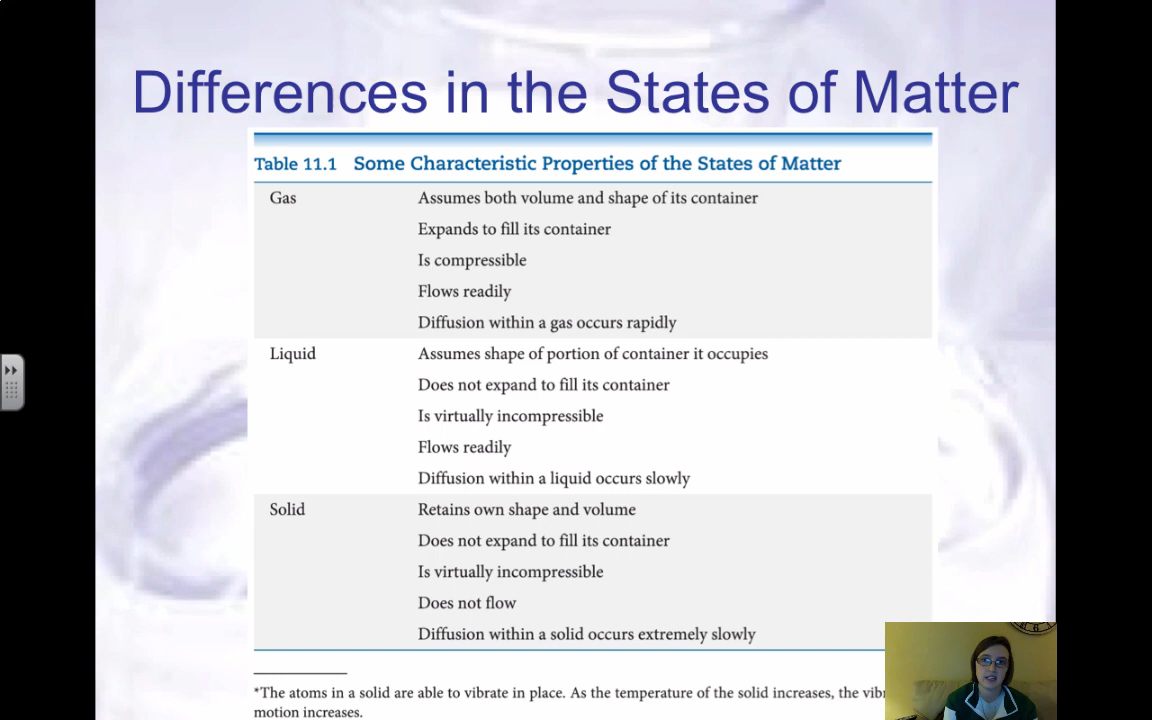 Differences in the States of Matter
Table 11.1 Some Characteristic Properties of the States of Matter
Gas Assumes both volume and shape of its container
Expands to fill its container
Is compressible
Flows readily
Diffusion within a gas occurs rapidly
Liquid Assumes shape of portion of container it occupies
Does not expand to fill its container
Is virtually incompressible
Flows readily
Diffusion within a liquid occurs slowly
Solid Retains own shape and volume
Does not expand to fill its container
Is virtually incompressible
Does not flow
Diffusion within a solid occurs extremely slowly
*The atoms in a solid are able to vibrate in place. As the temperature of the solid increases, the
motion increases.